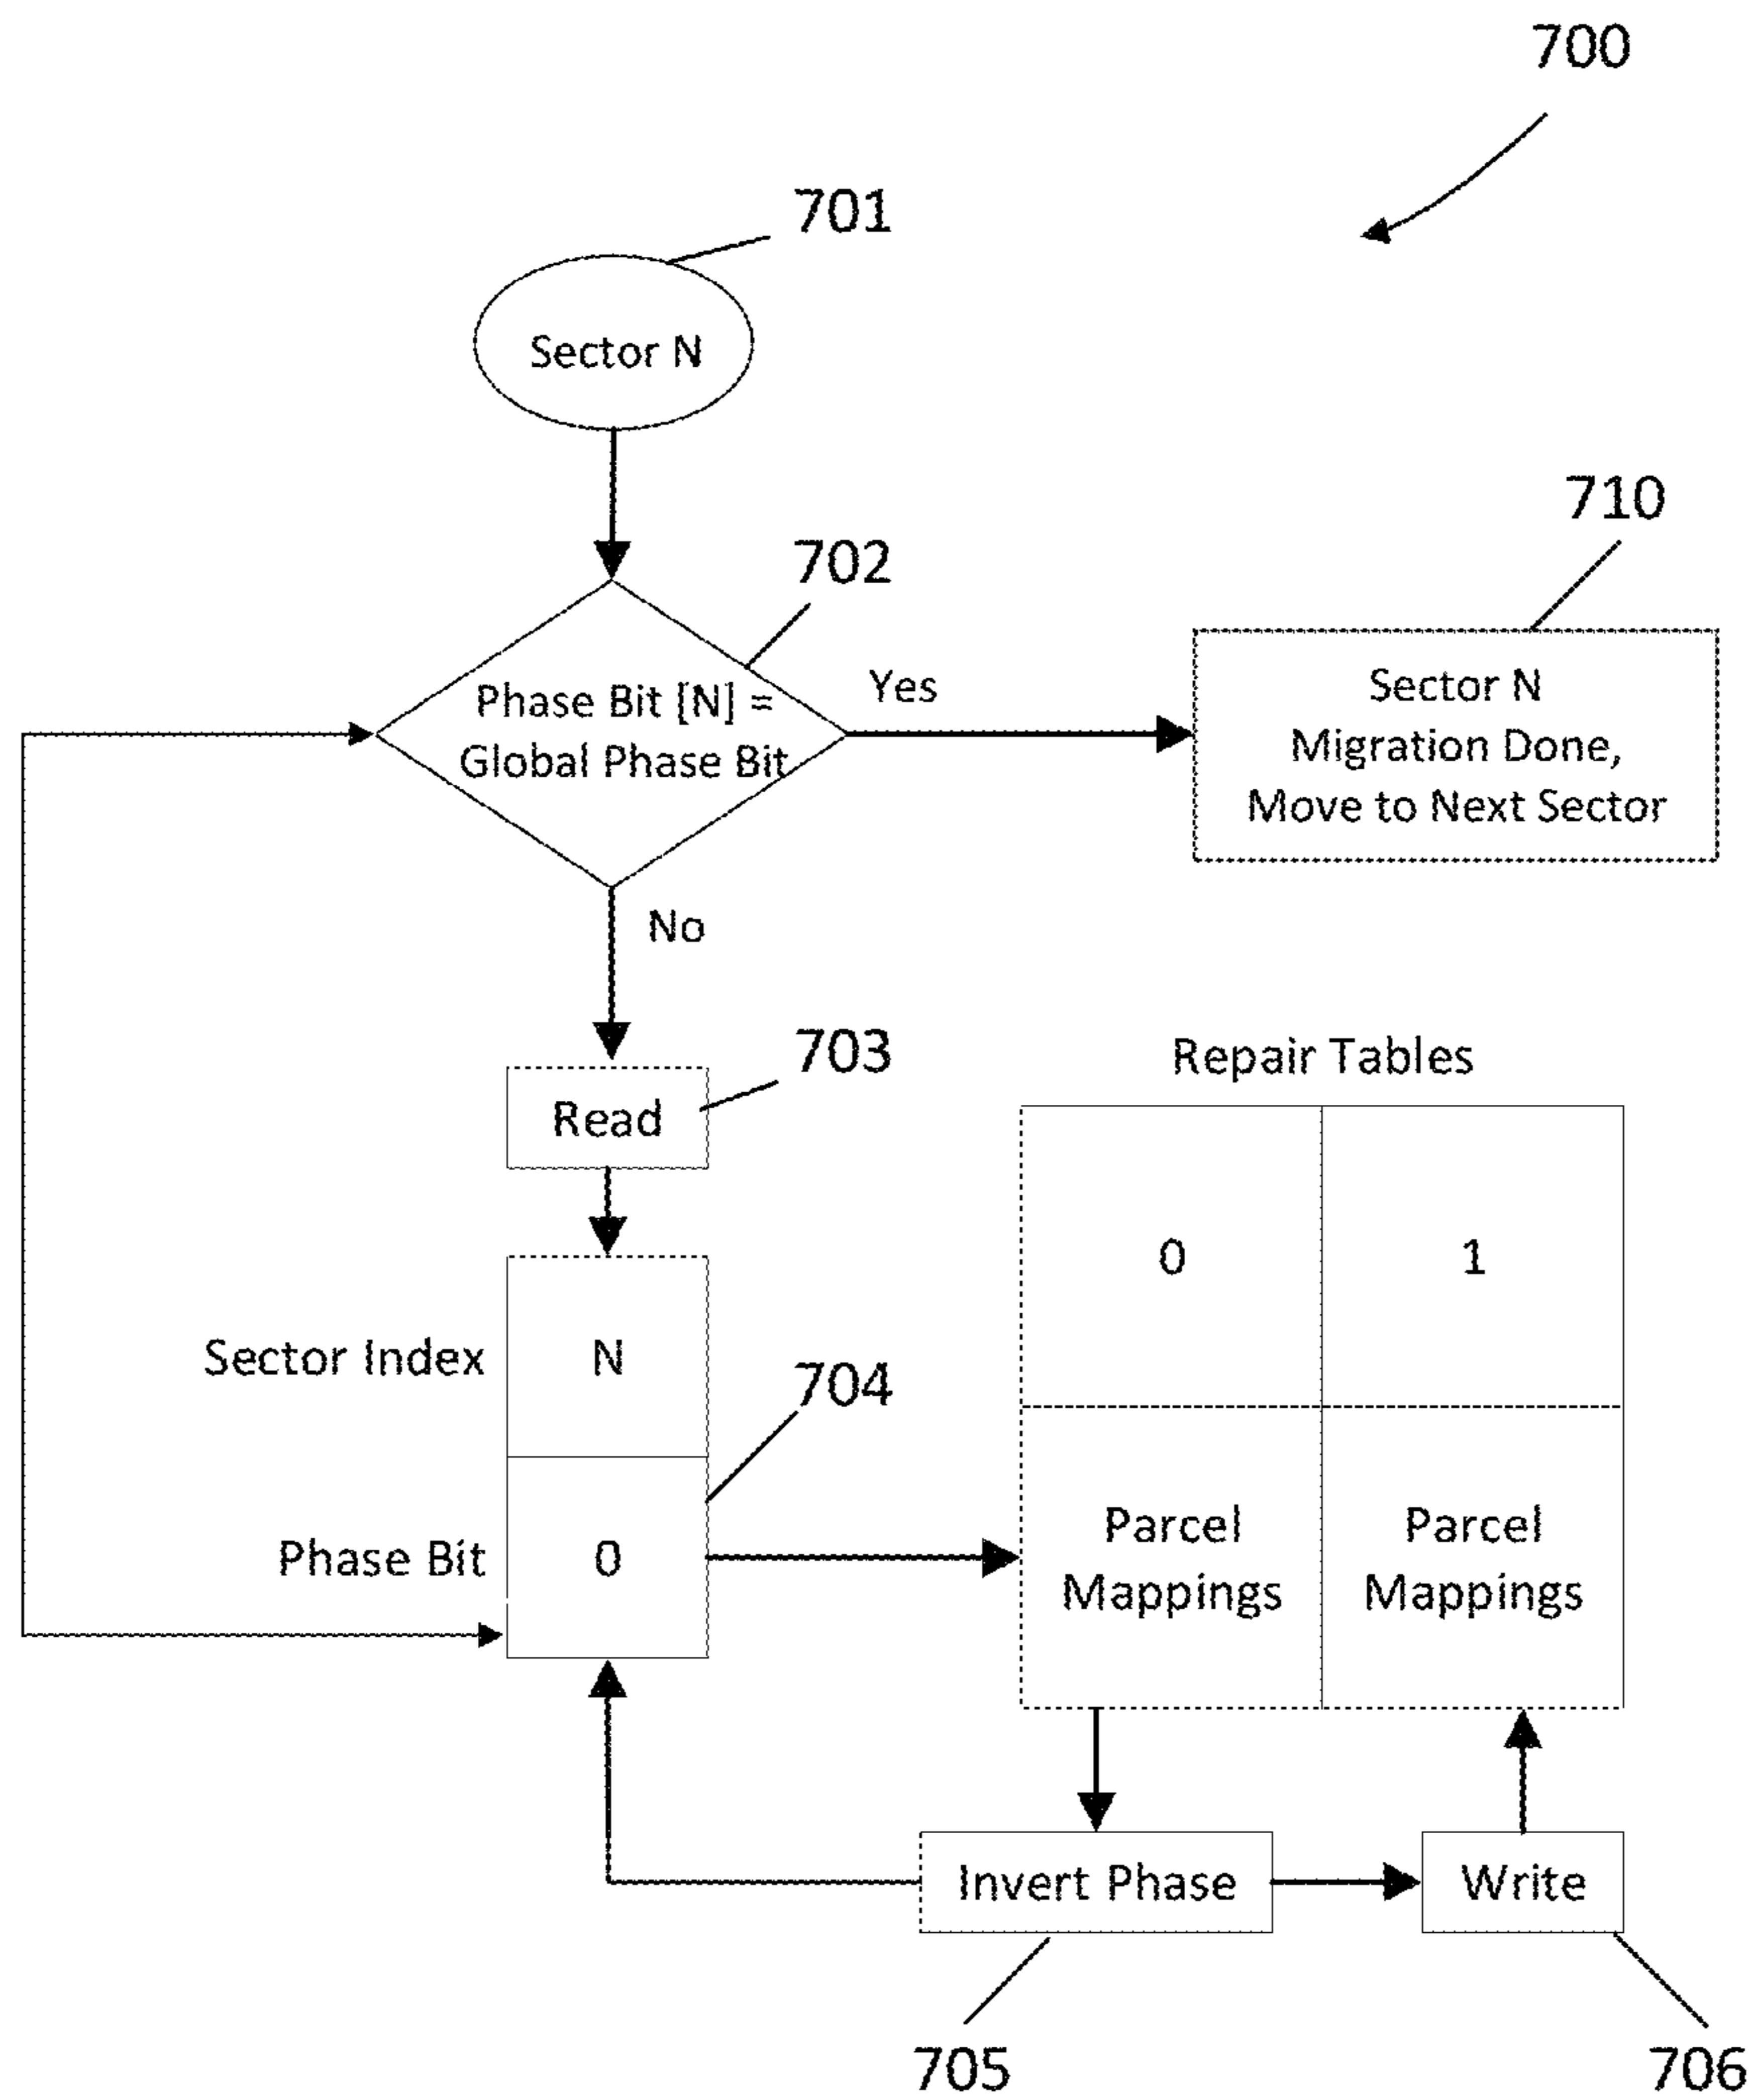 700
701
Sector N
710
702
Phase Bit [N] =
Global Phase Bit
Yes
Sector N
Migration Done,
Move to Next Sector
No
703
Read
Repair Tables
0
1
Sector Index
N
704
Phase Bit
0
Parcel
Mappings
Parcel
Mappings
Invert Phase
Write
705
706